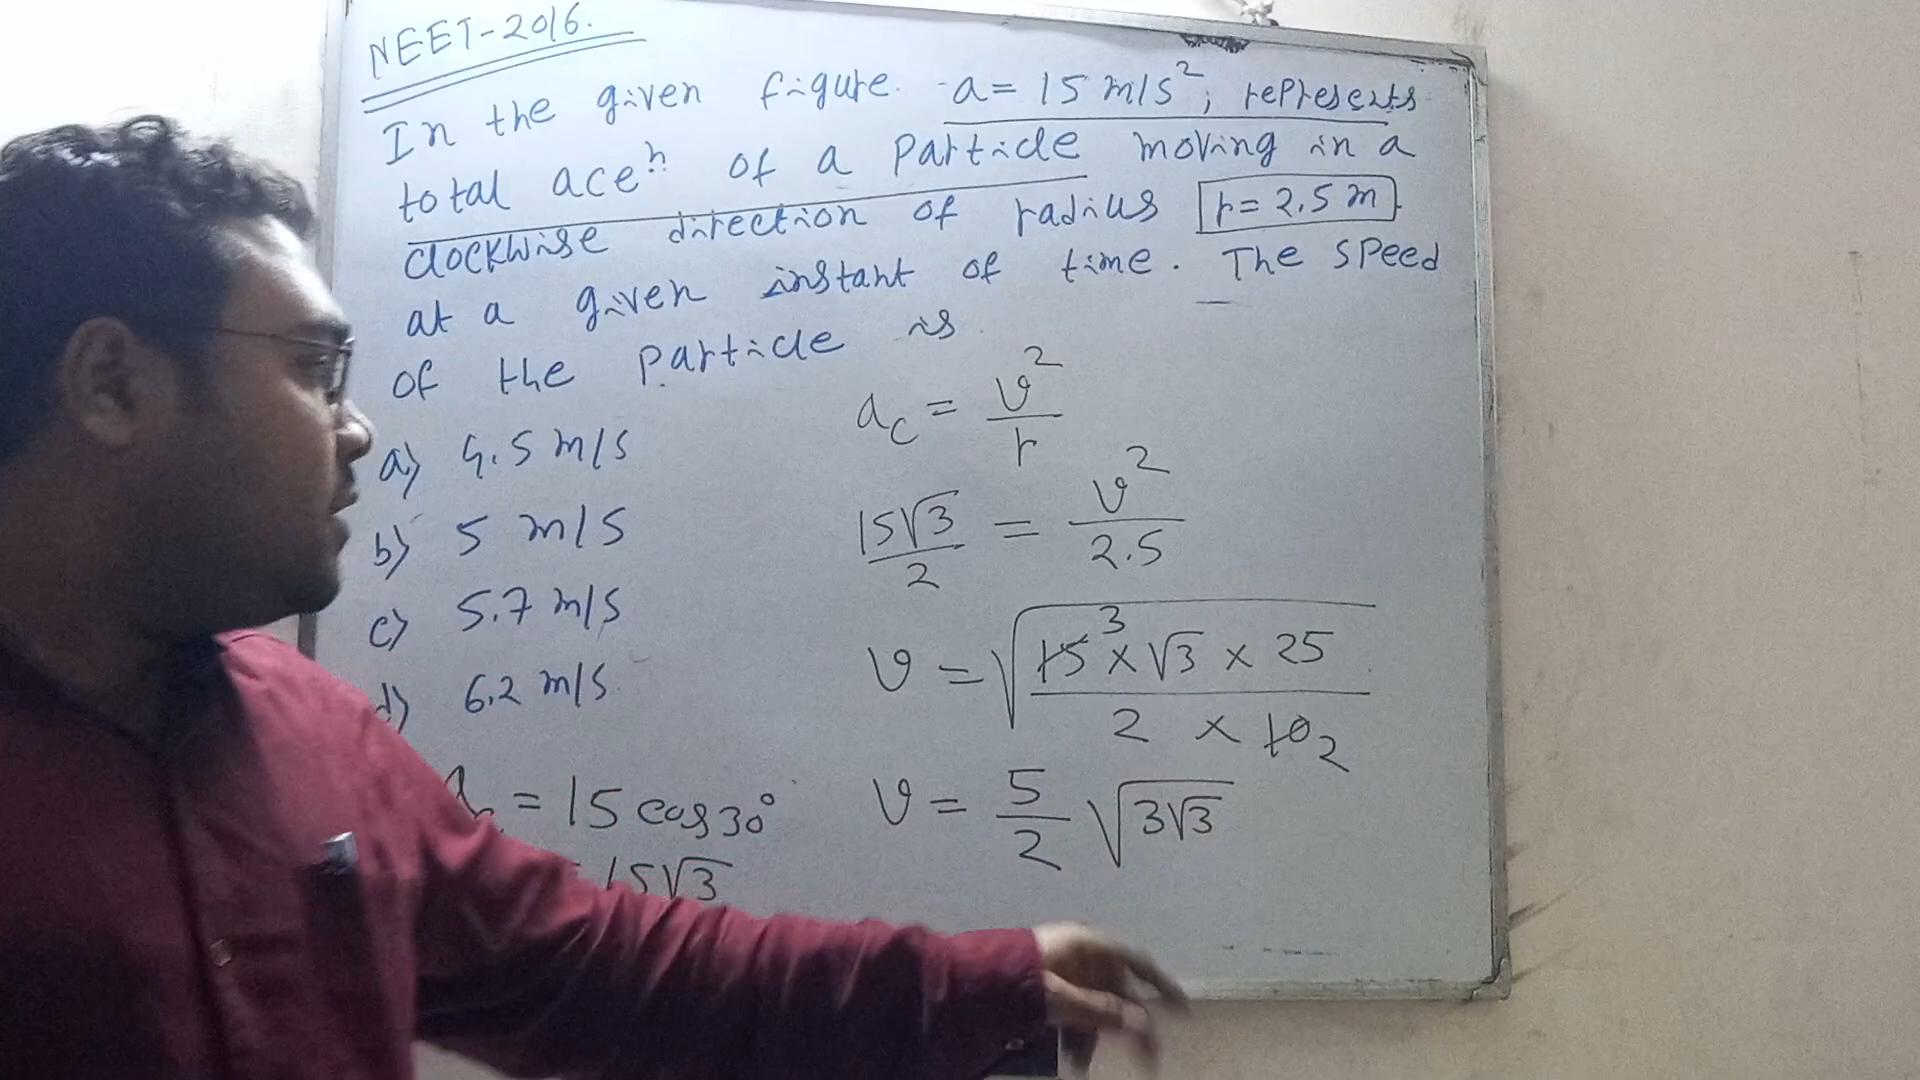 NEET-2016.
In the given figure. a = 15 m/s², represents
total aceⁿ of a particle moving in a
clockwise direction of radius r = 2.5 m.
at a given instant of time. The speed
of the particle is
a) 4.5 m/s
b) 5 m/s
c) 5.7 m/s
d) 6.2 m/s.
= 15 cos 30°
15√3
a_c = v²/r
15√3/2 = v²/2.5
v = √(15 3 × √3 × 25 / 2 × 10 2)
v = 5/2 √(3√3)